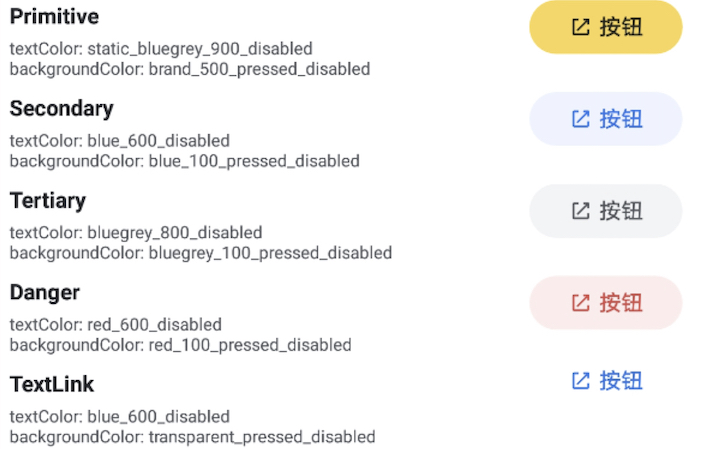 Primitive
按钮
textColor: static_bluegrey_900_disabled
backgroundColor: brand_500_pressed_disabled
Secondary
按钮
textColor: blue_600_disabled
backgroundColor: blue_100_pressed_disabled
Tertiary
按钮
textColor: bluegrey_800_disabled
backgroundColor: bluegrey_100_pressed_disabled
Danger
按钮
textColor: red_600_disabled
backgroundColor: red_100_pressed_disabled
TextLink
按钮
textColor: blue_600_disabled
backgroundColor: transparent_pressed_disabled